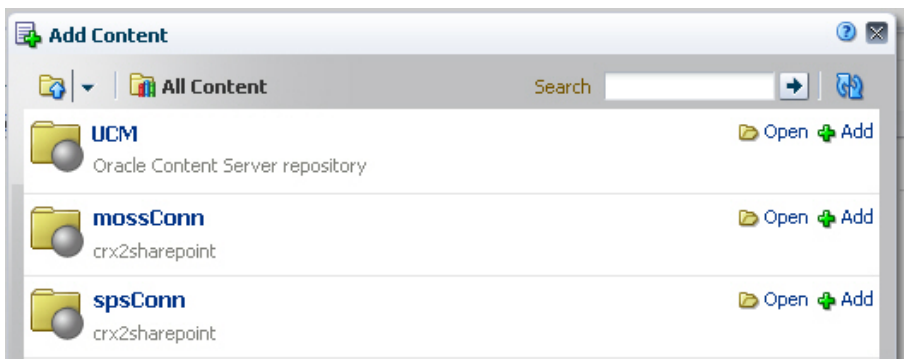 Add Content
All Content Search
UCM Open Add
Oracle Content Server repository
mossConn Open Add
crx2sharepoint
spsConn Open Add
crx2sharepoint